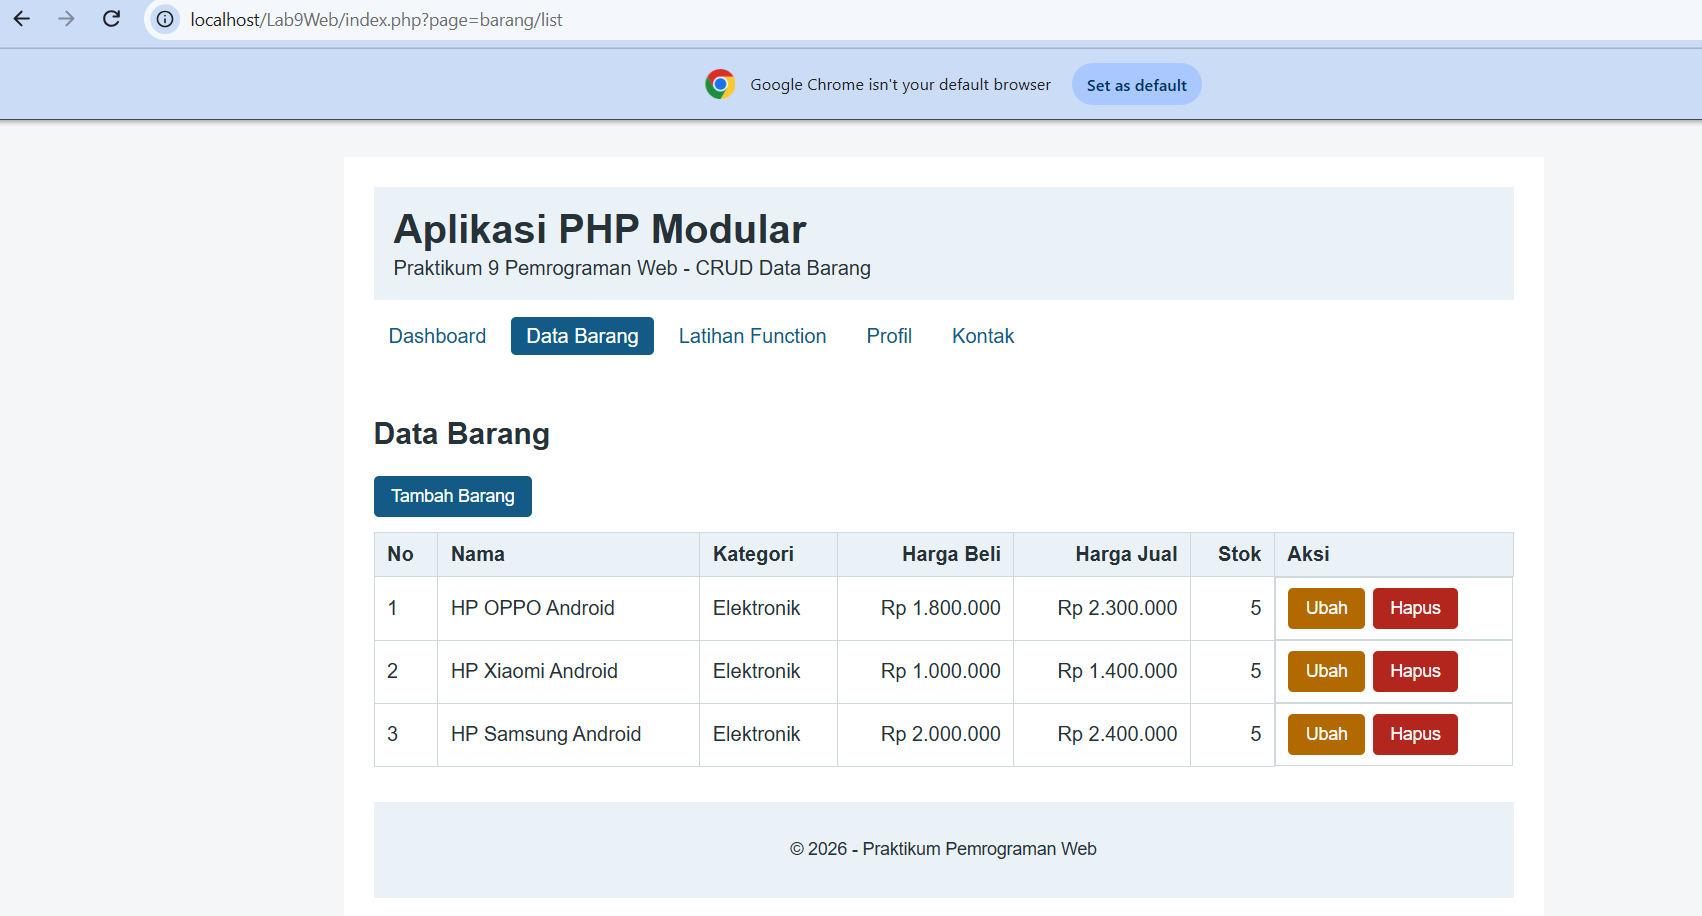 localhost/Lab9Web/index.php?page=barang/list
Google Chrome isn't your default browser Set as default
Aplikasi PHP Modular
Praktikum 9 Pemrograman Web - CRUD Data Barang
Dashboard Data Barang Latihan Function Profil Kontak
Data Barang
Tambah Barang
No Nama Kategori Harga Beli Harga Jual Stok Aksi
1 HP OPPO Android Elektronik Rp 1.800.000 Rp 2.300.000 5 Ubah Hapus
2 HP Xiaomi Android Elektronik Rp 1.000.000 Rp 1.400.000 5 Ubah Hapus
3 HP Samsung Android Elektronik Rp 2.000.000 Rp 2.400.000 5 Ubah Hapus
© 2026 - Praktikum Pemrograman Web